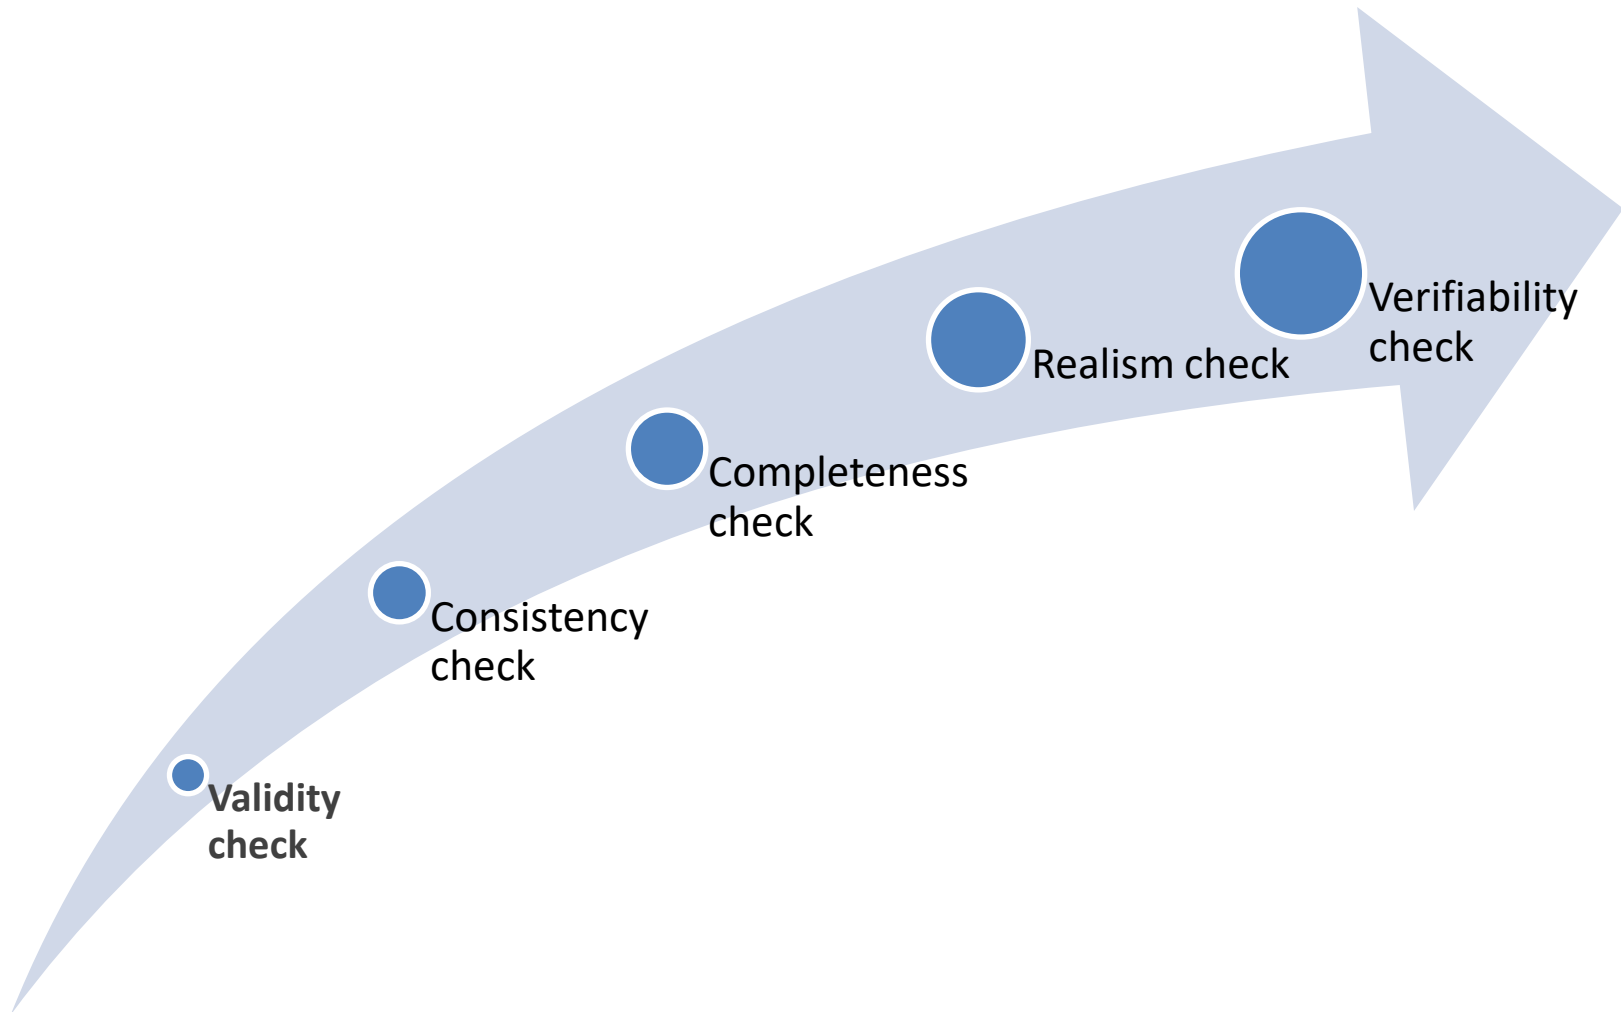 Validity
check
Consistency
check
Completeness
check
Realism check
Verifiability
check